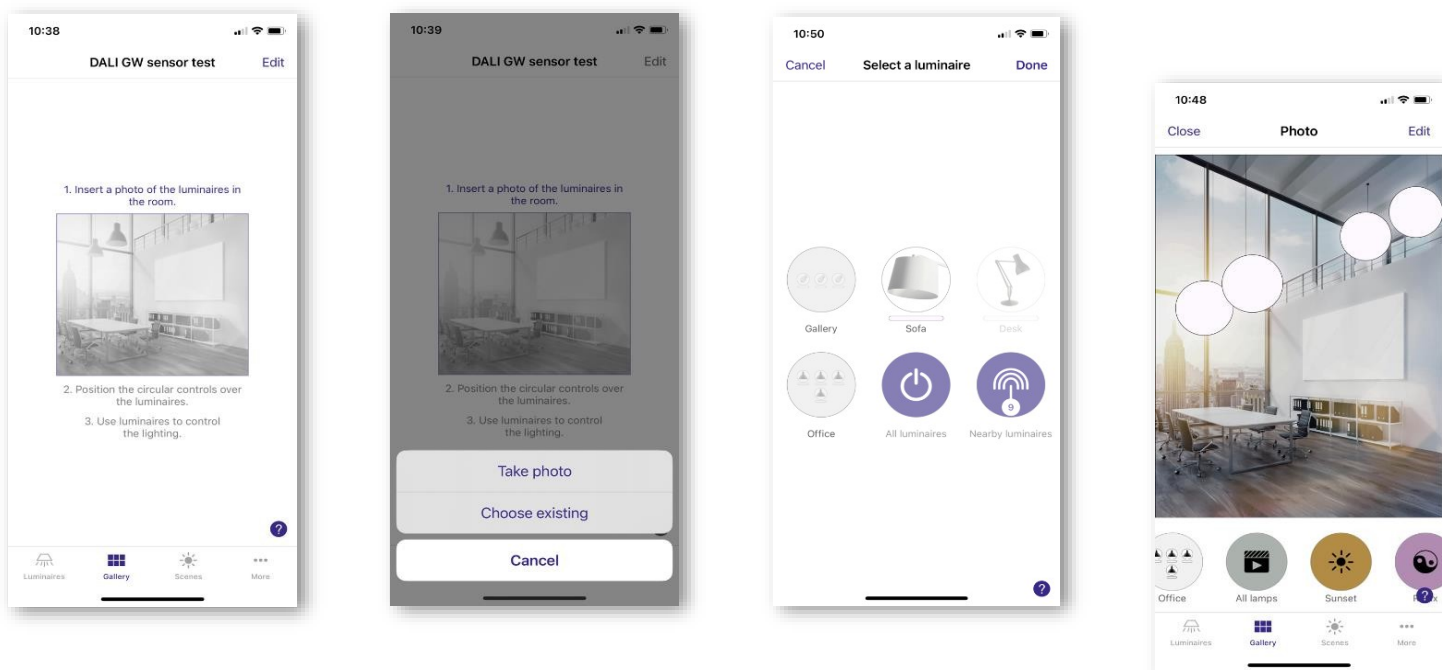 10:38
DALI GW sensor test
Edit
1. Insert a photo of the luminaires in
the room.
2. Position the circular controls over
the luminaires.
3. Use luminaires to control
the lighting.
?
Luminaires
Gallery
Scenes
More
10:39
DALI GW sensor test
Edit
1. Insert a photo of the luminaires in
the room.
2. Position the circular controls over
the luminaires.
3. Use luminaires to control
the lighting.
Take photo
Choose existing
Cancel
10:50
Cancel
Select a luminaire
Done
Gallery
Sofa
Desk
9
Office
All luminaires
Nearby luminaires
?
10:48
Close
Photo
Edit
Office
All lamps
Sunset
?
Luminaires
Gallery
Scenes
More